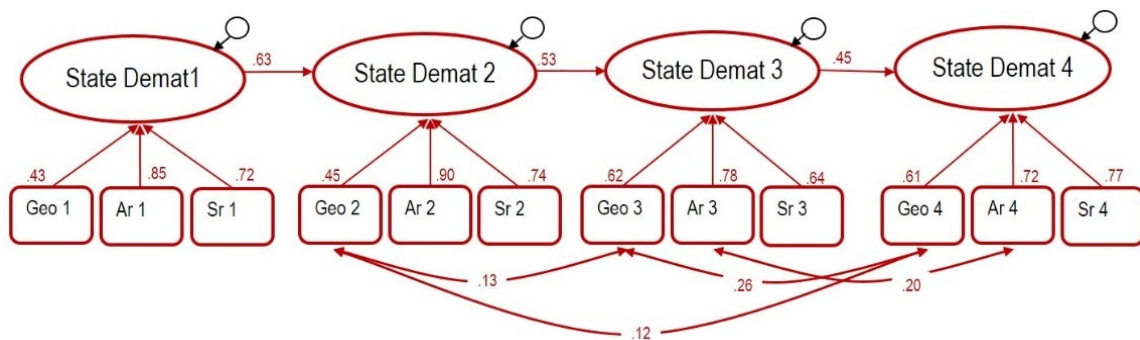 State Demat1
.63
State Demat 2
.53
State Demat 3
.45
State Demat 4
.43
.85
.72
.45
.90
.74
.62
.78
.64
.61
.72
.77
Geo 1
Ar 1
Sr 1
Geo 2
Ar 2
Sr 2
Geo 3
Ar 3
Sr 3
Geo 4
Ar 4
Sr 4
.13
.26
.20
.12